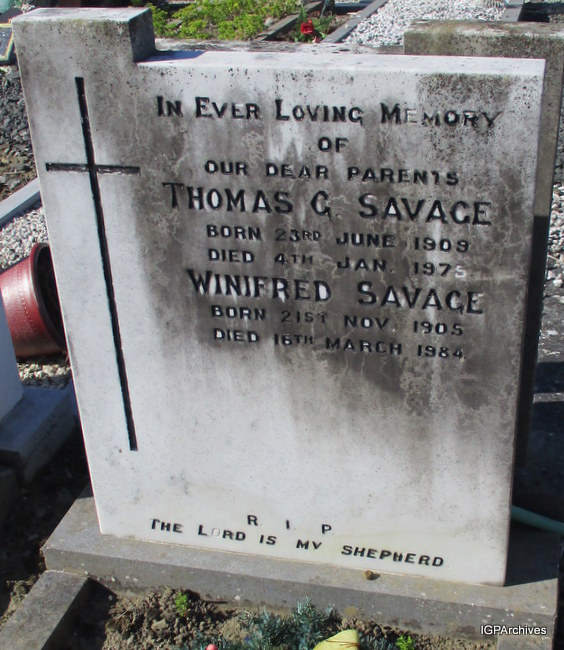 IN EVER LOVING MEMORY
OF
OUR DEAR PARENTS
THOMAS G. SAVAGE
BORN 23RD JUNE 1909
DIED 4TH JAN. 1975
WINIFRED SAVAGE
BORN 21ST NOV. 1905
DIED 16TH MARCH 1984
R I P
THE LORD IS MY SHEPHERD
IGPArchives